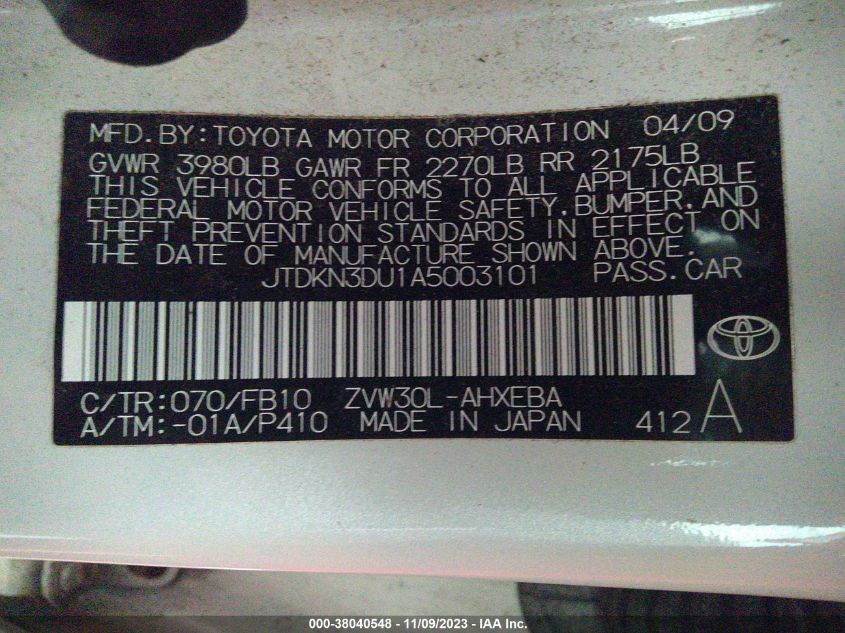 MFD.BY:TOYOTA MOTOR CORPORATION 04/09
GVWR 3980LB GAWR FR 2270LB RR 2175LB
THIS VEHICLE CONFORMS TO ALL APPLICABLE
FEDERAL MOTOR VEHICLE SAFETY,BUMPER,AND
THEFT PREVENTION STANDARDS IN EFFECT ON
THE DATE OF MANUFACTURE SHOWN ABOVE.
JTDKN3DU1A5003101 PASS.CAR
C/TR:070/FB10 ZVW30L-AHXEBA
A/TM:-01A/P410 MADE IN JAPAN 412 A
000-38040548 - 11/09/2023 - IAA Inc.